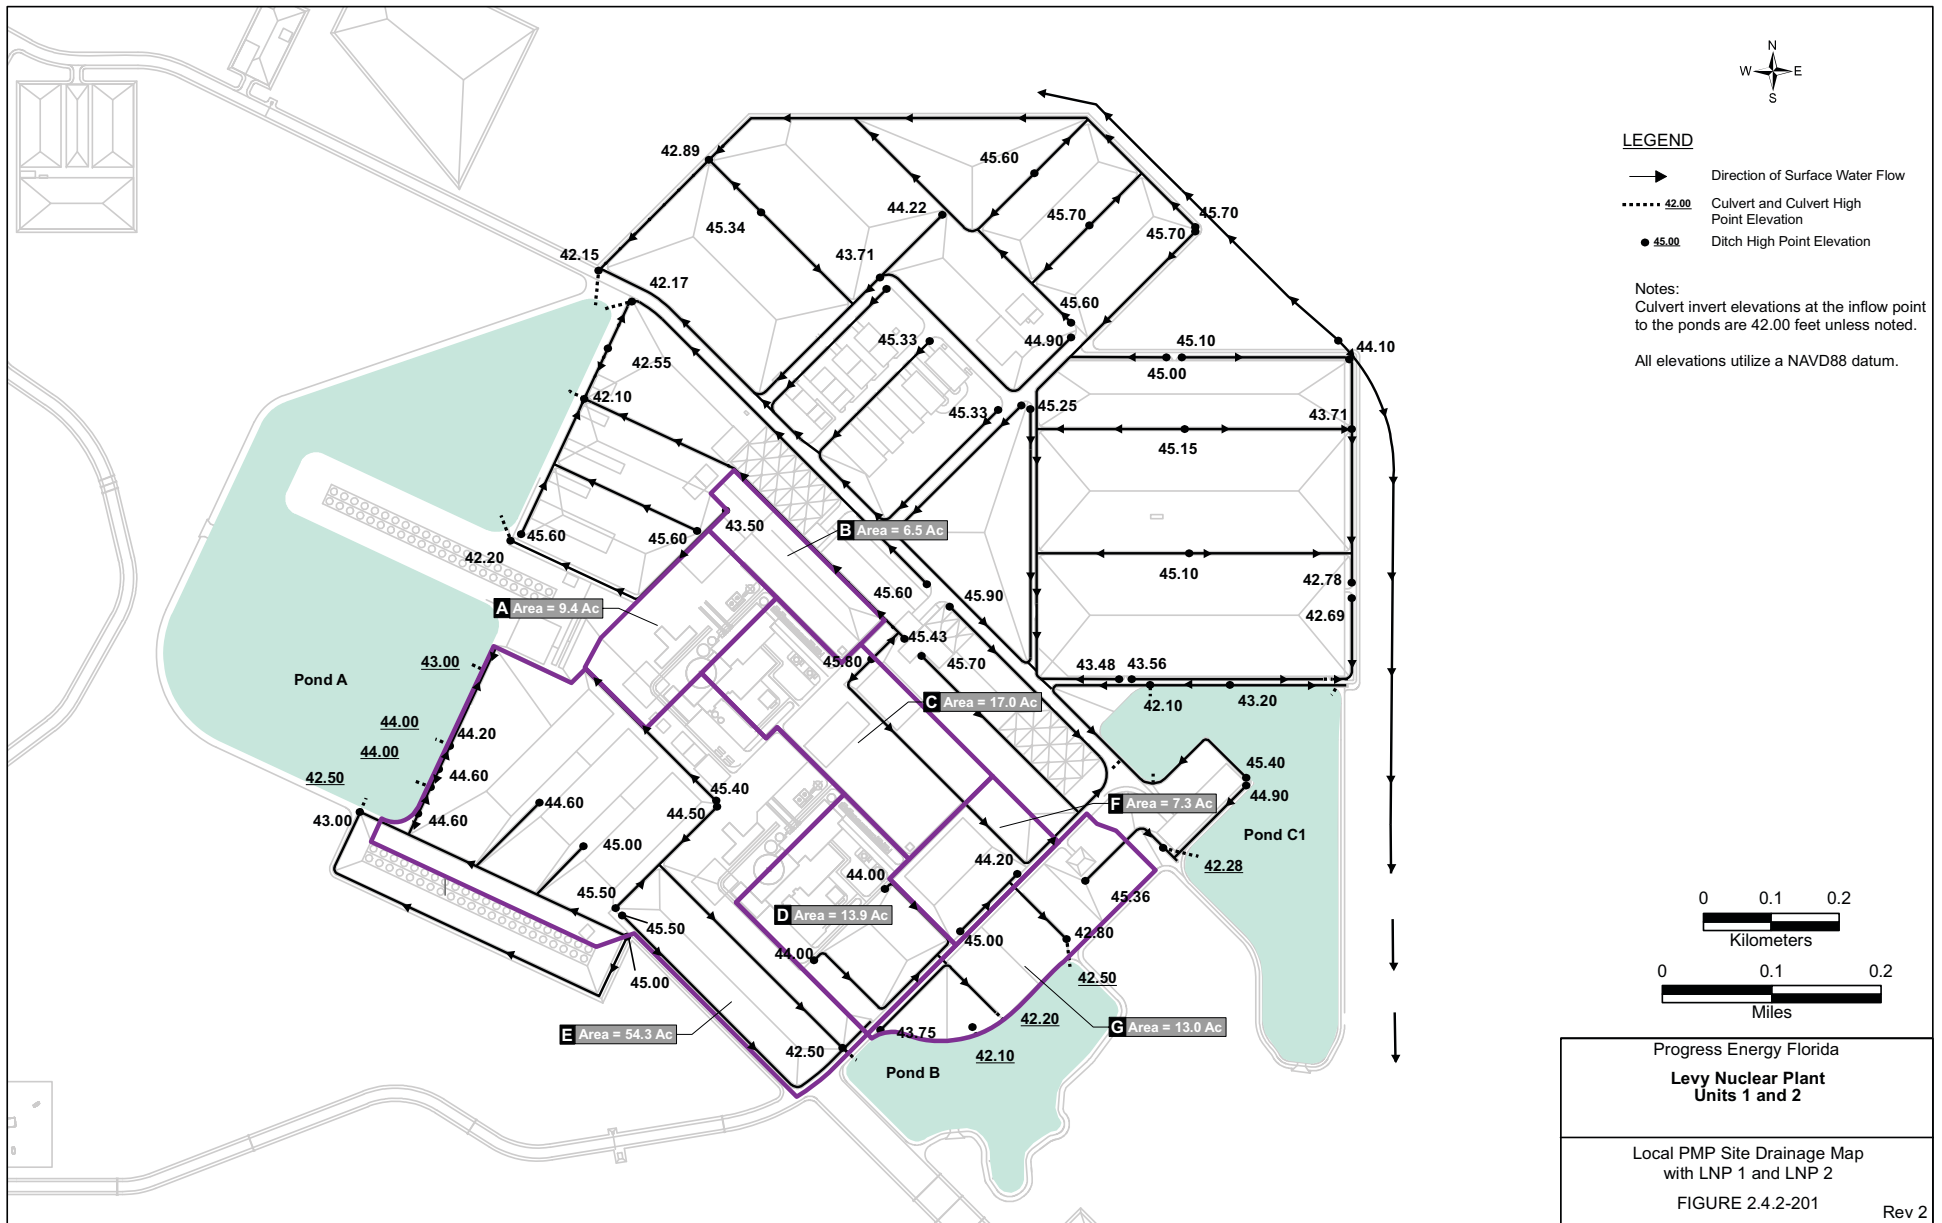 N
W E
S
LEGEND
Direction of Surface Water Flow
42.00 Culvert and Culvert High
Point Elevation
45.00 Ditch High Point Elevation
Notes:
Culvert invert elevations at the inflow point
to the ponds are 42.00 feet unless noted.
All elevations utilize a NAVD88 datum.
42.89
45.60
45.34
44.22
45.70
45.70
45.70
42.15
43.71
42.17
45.60
45.33
44.90
45.10
44.10
45.00
42.55
42.10
45.33
45.25
43.71
45.15
43.50
B Area = 6.5 Ac
45.60
45.60
42.20
45.10
42.78
45.60
45.90
42.69
A Area = 9.4 Ac
45.43
45.80
45.70
43.00
43.48
43.56
Pond A
C Area = 17.0 Ac
42.10
43.20
44.00
44.20
44.00
42.50
44.60
45.40
45.40
44.60
44.50
44.90
F Area = 7.3 Ac
43.00
44.60
Pond C1
45.00
44.20
42.28
44.00
45.50
45.36
D Area = 13.9 Ac
45.50
45.00
42.80
44.00
45.00
42.50
42.20
E Area = 54.3 Ac
43.75
G Area = 13.0 Ac
42.50
42.10
Pond B
0 0.1 0.2
Kilometers
0 0.1 0.2
Miles
Progress Energy Florida
Levy Nuclear Plant
Units 1 and 2
Local PMP Site Drainage Map
with LNP 1 and LNP 2
FIGURE 2.4.2-201
Rev 2